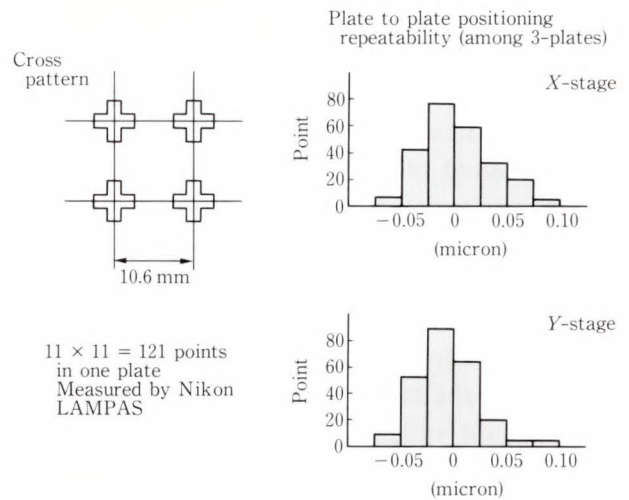 Plate to plate positioning
repeatability (among 3-plates)
Cross
pattern
10.6 mm
11 × 11 = 121 points
in one plate
Measured by Nikon
LAMPAS
X-stage
Point
80
60
40
20
0
−0.05 0 0.05 0.10
(micron)
Y-stage
Point
80
60
40
20
0
−0.05 0 0.05 0.10
(micron)